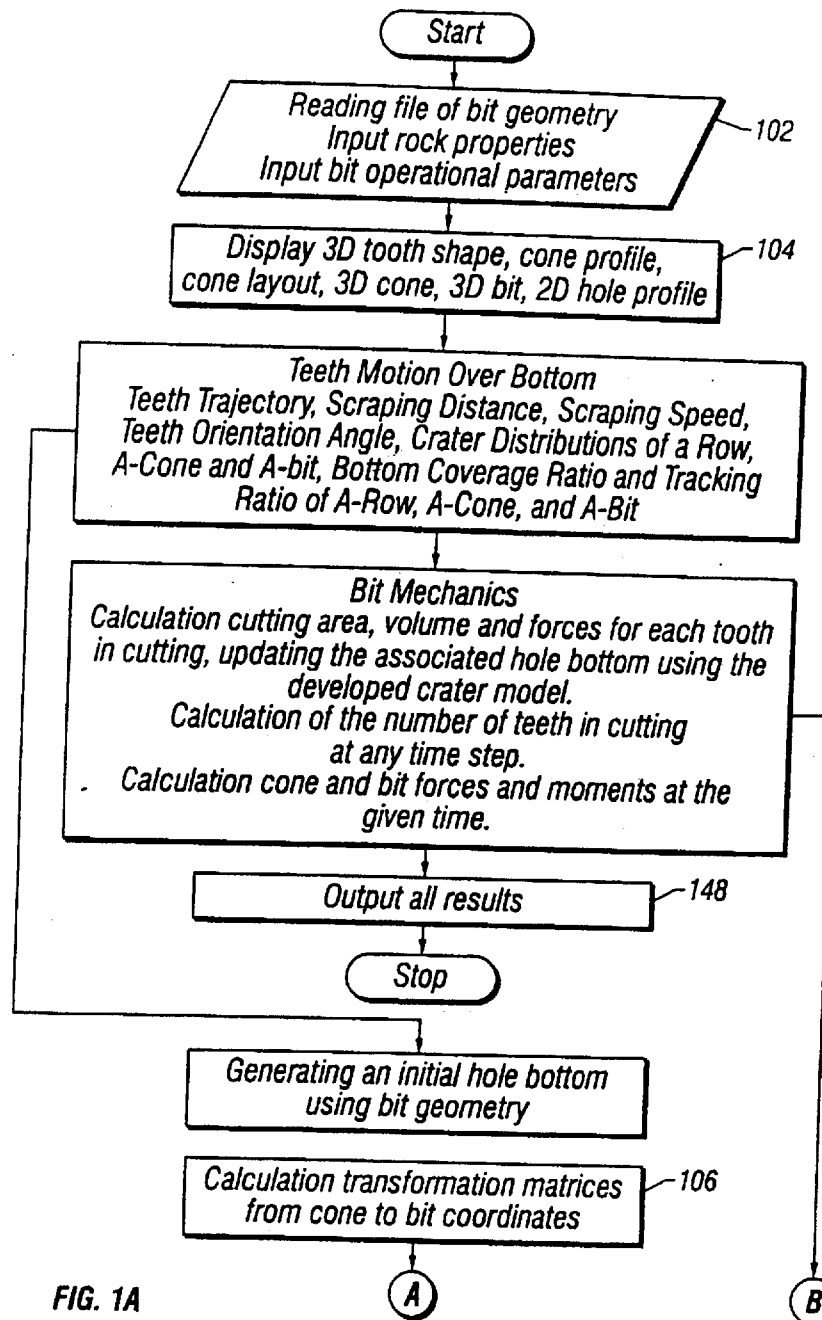 Start
Reading file of bit geometry
Input rock properties
Input bit operational parameters
102
Display 3D tooth shape, cone profile,
cone layout, 3D cone, 3D bit, 2D hole profile
104
Teeth Motion Over Bottom
Teeth Trajectory, Scraping Distance, Scraping Speed,
Teeth Orientation Angle, Crater Distributions of a Row,
A-Cone and A-bit, Bottom Coverage Ratio and Tracking
Ratio of A-Row, A-Cone, and A-Bit
Bit Mechanics
Calculation cutting area, volume and forces for each tooth
in cutting, updating the associated hole bottom using the
developed crater model.
Calculation of the number of teeth in cutting
at any time step.
Calculation cone and bit forces and moments at the
given time.
Output all results
148
Stop
Generating an initial hole bottom
using bit geometry
Calculation transformation matrices
from cone to bit coordinates
106
FIG. 1A
A
B